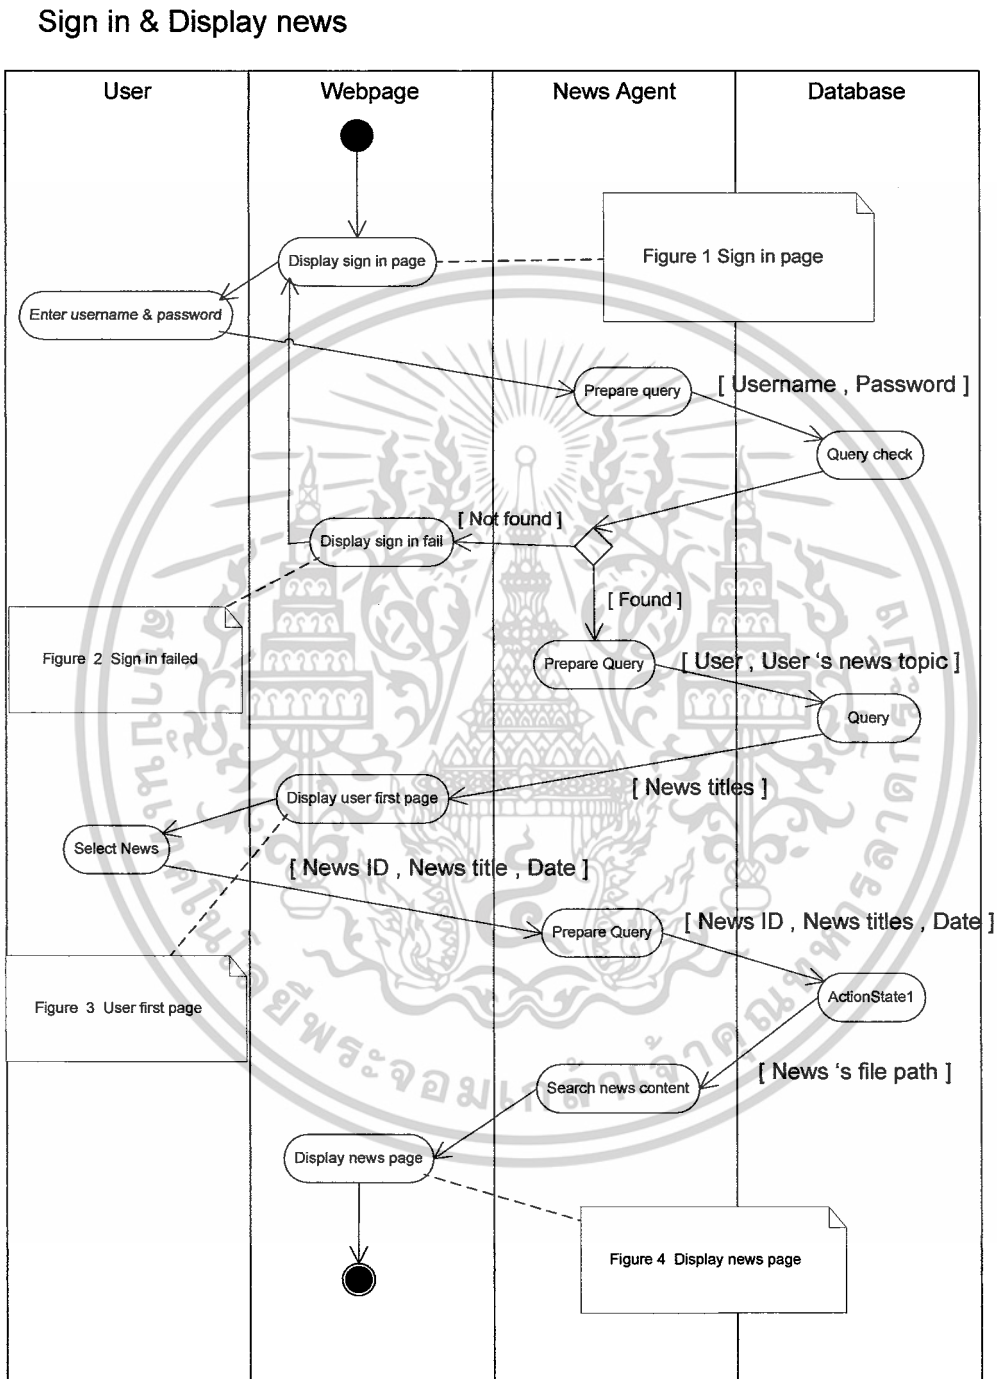 Sign in & Display news
User
Webpage
News Agent
Database
Display sign in page
Figure 1 Sign in page
Enter username & password
Prepare query
[ Username , Password ]
Query check
[ Not found ]
Display sign in fail
[ Found ]
Figure 2 Sign in failed
Prepare Query
[ User , User 's news topic ]
Query
Display user first page
[ News titles ]
Select News
[ News ID , News title , Date ]
Prepare Query
[ News ID , News titles , Date ]
Figure 3 User first page
ActionState1
[ News 's file path ]
Search news content
Display news page
Figure 4 Display news page